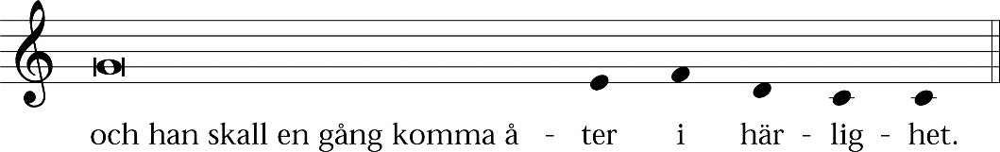 och han skall en gång komma å - ter i här - lig - het.